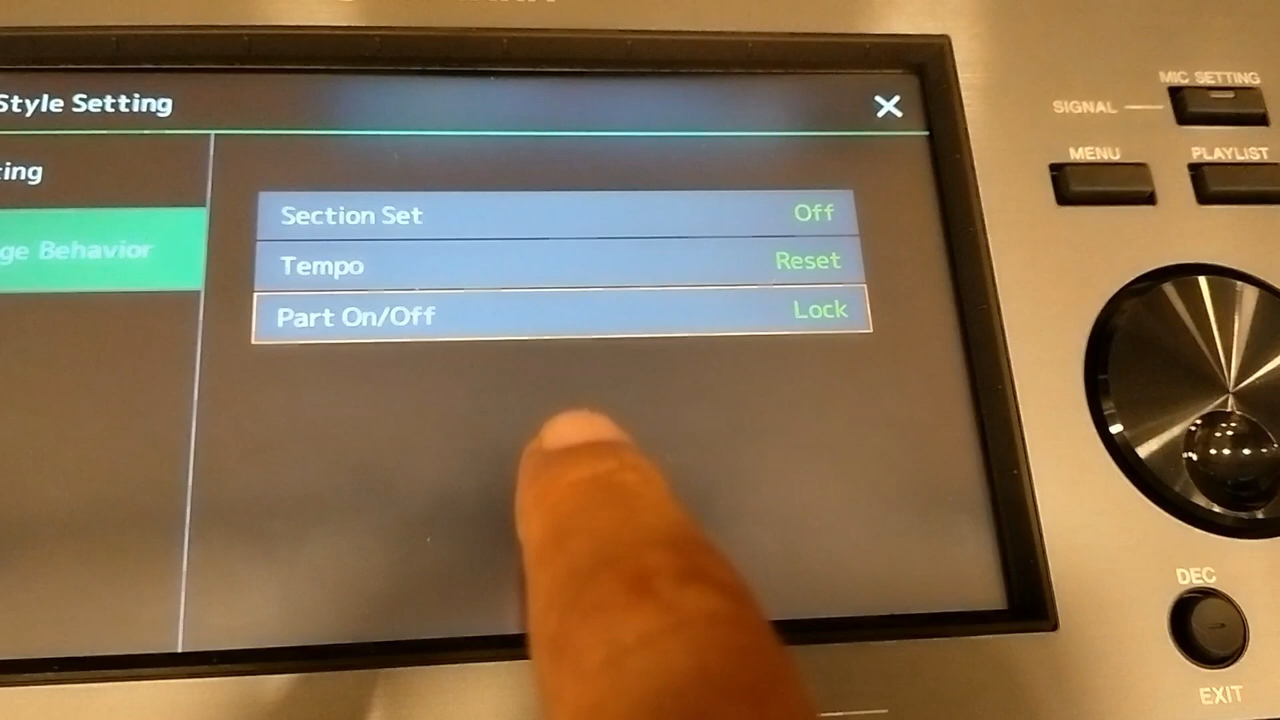 Style Setting
MIC SETTING
SIGNAL
MENU
PLAYLIST
ting
Section Set Off
ge Behavior
Tempo Reset
Part On/Off Lock
DEC
EXIT